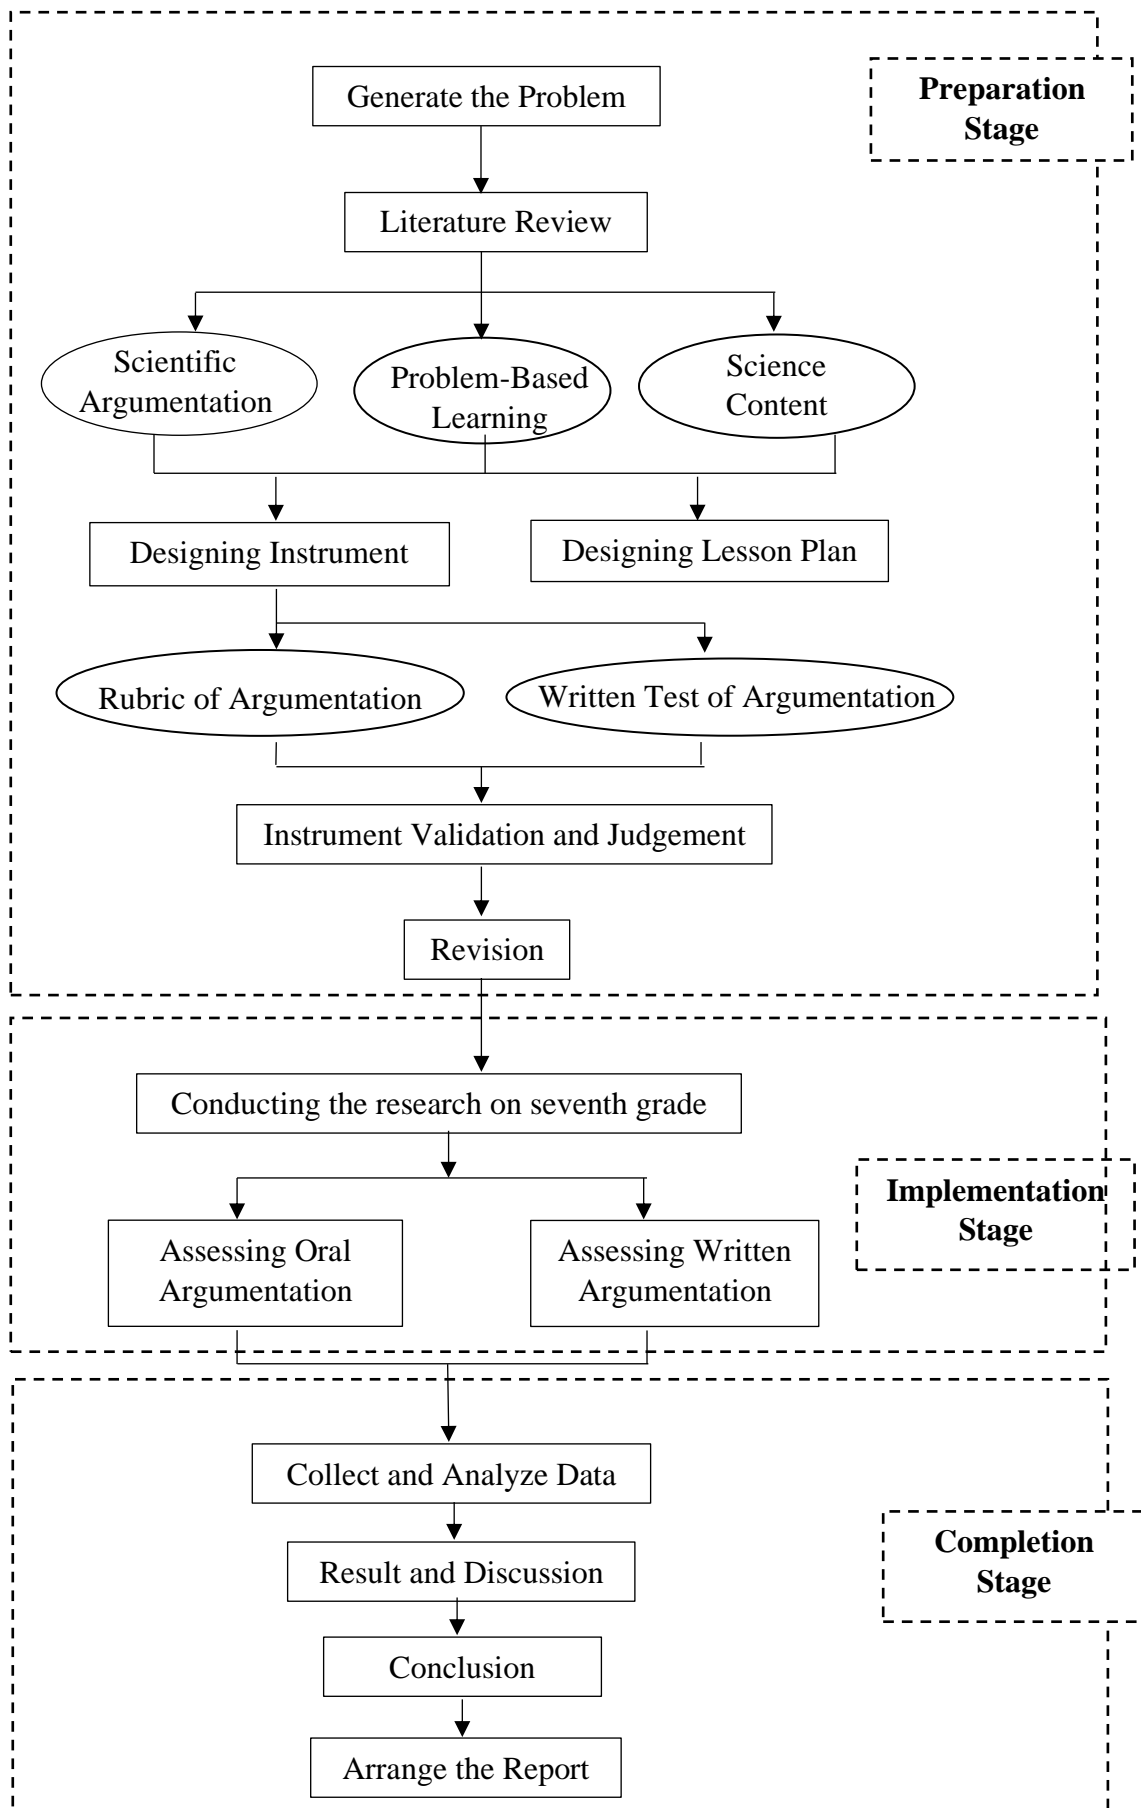 Generate the Problem
Preparation
Stage
Literature Review
Scientific
Argumentation
Problem-Based
Learning
Science
Content
Designing Instrument
Designing Lesson Plan
Rubric of Argumentation
Written Test of Argumentation
Instrument Validation and Judgement
Revision
Conducting the research on seventh grade
Implementation
Stage
Assessing Oral
Argumentation
Assessing Written
Argumentation
Collect and Analyze Data
Completion
Stage
Result and Discussion
Conclusion
Arrange the Report